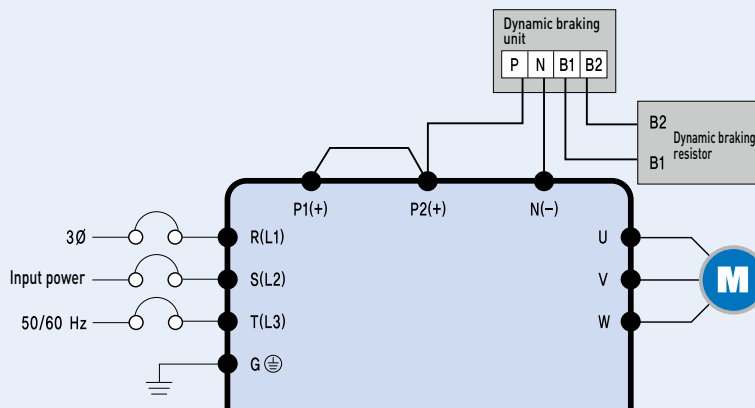 Dynamic braking
unit
P N B1 B2
B2
Dynamic braking
resistor
B1
P1(+) P2(+) N(-)
3Ø R(L1) U
Input power S(L2) V M
50/60 Hz T(L3) W
G